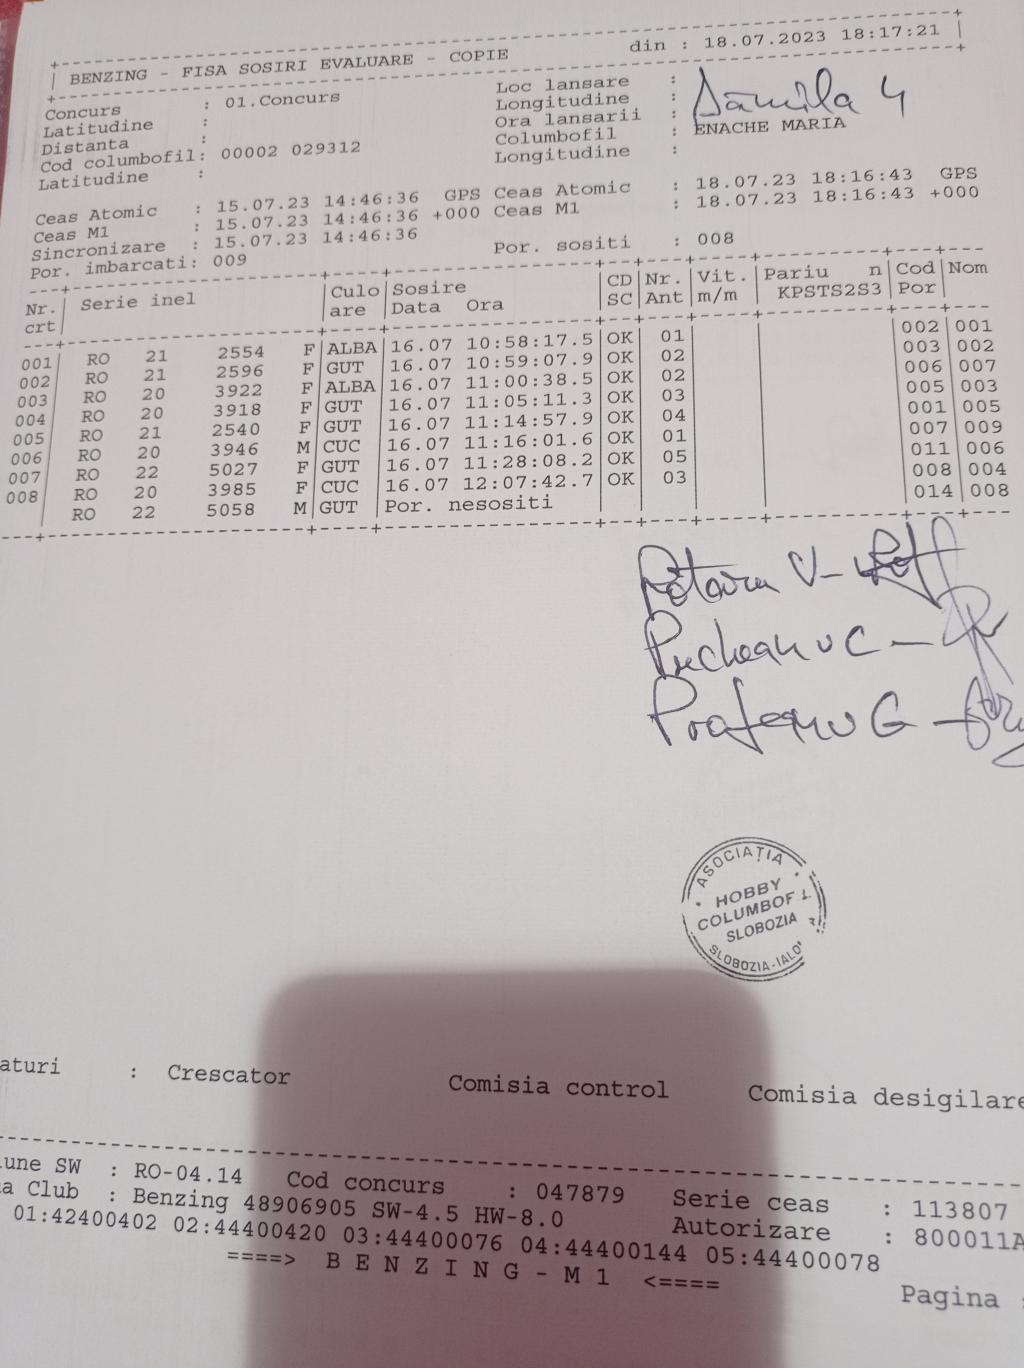 BENZING - FISA SOSIRI EVALUARE - COPIE din : 18.07.2023 18:17:21
Concurs : 01.Concurs Loc lansare :
Latitudine : Longitudine :
Distanta : Ora lansarii :
Cod columbofil: 00002 029312 Columbofil : ENACHE MARIA
Latitudine : Longitudine :
Ceas Atomic : 15.07.23 14:46:36 GPS Ceas Atomic : 18.07.23 18:16:43 GPS
Ceas M1 : 15.07.23 14:46:36 +000 Ceas M1 : 18.07.23 18:16:43 +000
Sincronizare : 15.07.23 14:46:36
Por. imbarcati: 009 Por. sositi : 008
Nr. Serie inel Culo Sosire CD Nr. Vit. Pariu n Cod Nom
crt are Data Ora SC Ant m/m KPSTS2S3 Por
001 RO 21 2554 F ALBA 16.07 10:58:17.5 OK 01 002 001
002 RO 21 2596 F GUT 16.07 10:59:07.9 OK 02 003 002
003 RO 20 3922 F ALBA 16.07 11:00:38.5 OK 02 006 007
004 RO 20 3918 F GUT 16.07 11:05:11.3 OK 03 005 003
005 RO 21 2540 F GUT 16.07 11:14:57.9 OK 04 001 005
006 RO 20 3946 M CUC 16.07 11:16:01.6 OK 01 007 009
007 RO 22 5027 F GUT 16.07 11:28:08.2 OK 05 011 006
008 RO 20 3985 F CUC 16.07 12:07:42.7 OK 03 008 004
RO 22 5058 M GUT Por. nesositi 014 008
ASOCIAȚIA
HOBBY
COLUMBOF
SLOBOZIA
SLOBOZIA-IALO
aturi : Crescator Comisia control Comisia desigilare
une SW : RO-04.14 Cod concurs : 047879 Serie ceas : 113807
a Club : Benzing 48906905 SW-4.5 HW-8.0 Autorizare : 800011A
01:42400402 02:44400420 03:44400076 04:44400144 05:44400078
====> B E N Z I N G - M 1 <====
Pagina :